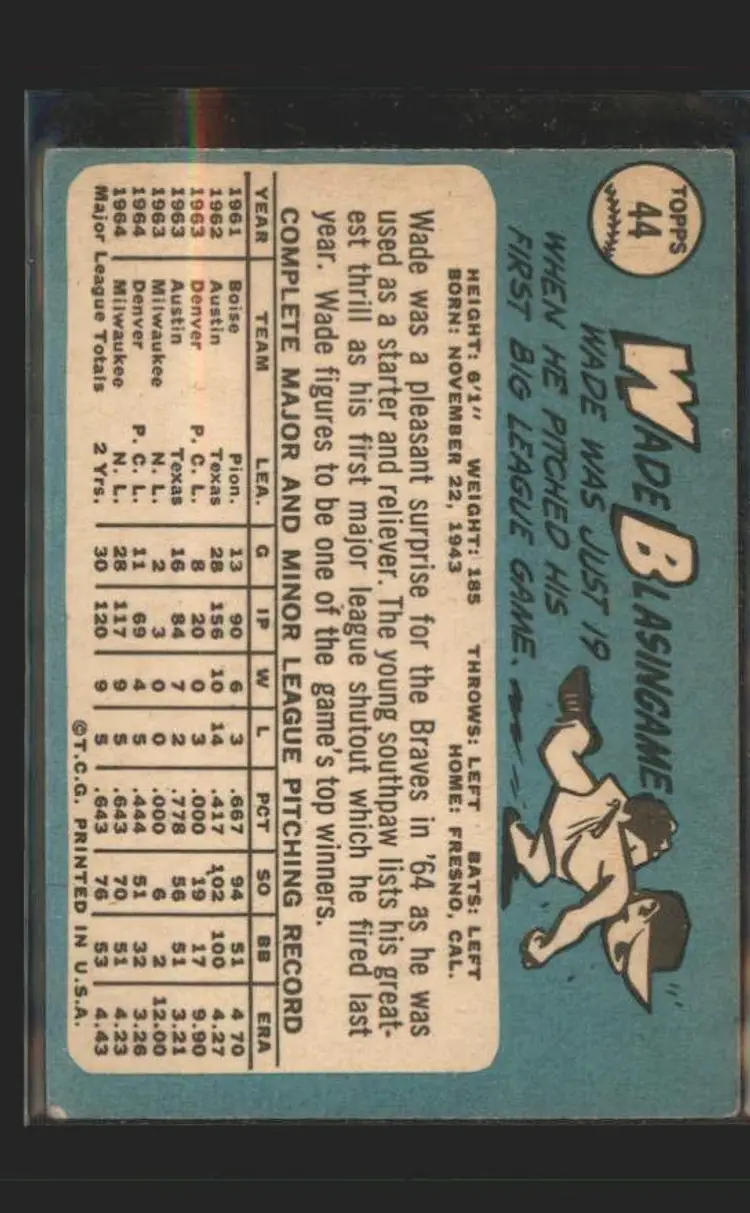 TOPPS
44
WADE BLASINGAME
WADE WAS JUST 19
WHEN HE PITCHED HIS
FIRST BIG LEAGUE GAME.
HEIGHT: 6'1" WEIGHT: 185 THROWS: LEFT BATS: LEFT
BORN: NOVEMBER 22, 1943 HOME: FRESNO, CAL.
Wade was a pleasant surprise for the Braves in '64 as he was
used as a starter and reliever. The young southpaw lists his great-
est thrill as his first major league shutout which he fired last
year. Wade figures to be one of the game's top winners.
COMPLETE MAJOR AND MINOR LEAGUE PITCHING RECORD
YEAR TEAM LEA. G IP W L PCT SO BB ERA
1961 Boise Pion. 13 90 6 3 .667 94 51 4 70
1962 Austin Texas 28 156 10 14 .417 102 100 4.27
1963 Denver P. C. L. 8 20 0 3 .000 19 17 9.90
1963 Austin Texas 16 84 7 2 .778 56 51 3.21
1963 Milwaukee N. L. 2 3 0 0 .000 6 2 12.00
1964 Denver P. C. L. 11 69 4 5 .444 51 32 3.26
1964 Milwaukee N. L. 28 117 9 5 .643 70 51 4.23
Major League Totals 2 Yrs. 30 120 9 5 .643 76 53 4.43
©T.C.G. PRINTED IN U.S.A.